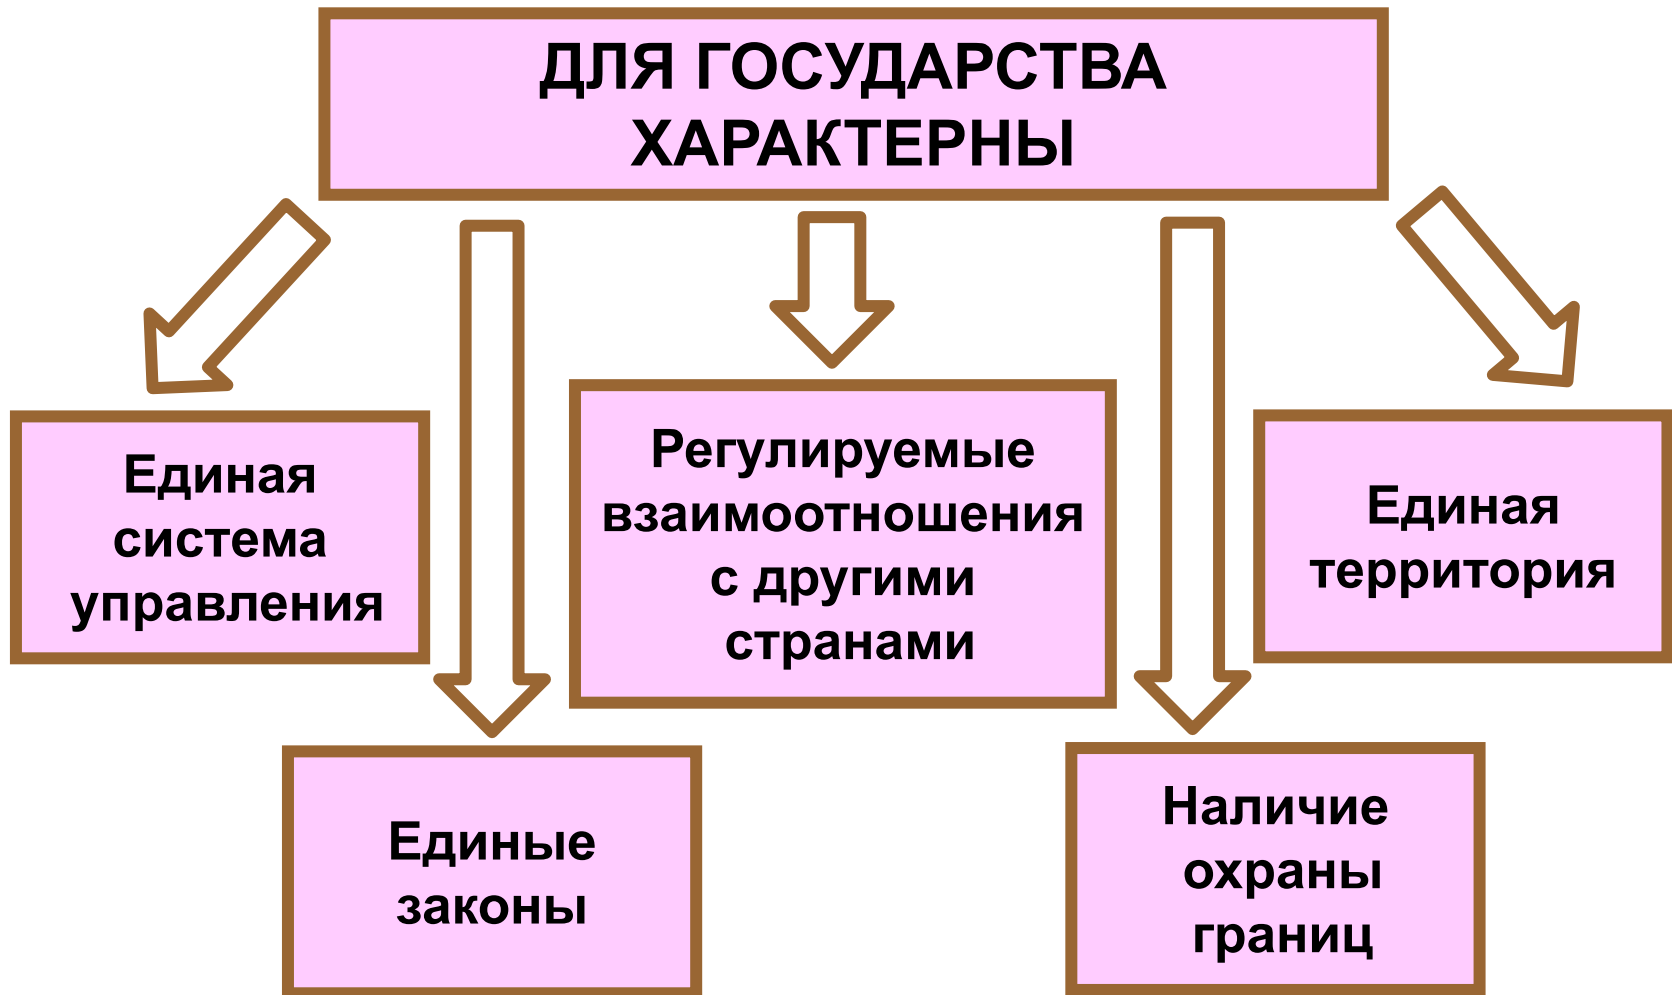 ДЛЯ ГОСУДАРСТВА
ХАРАКТЕРНЫ
Единая
система
управления
Регулируемые
взаимоотношения
с другими
странами
Единая
территория
Единые
законы
Наличие
охраны
границ